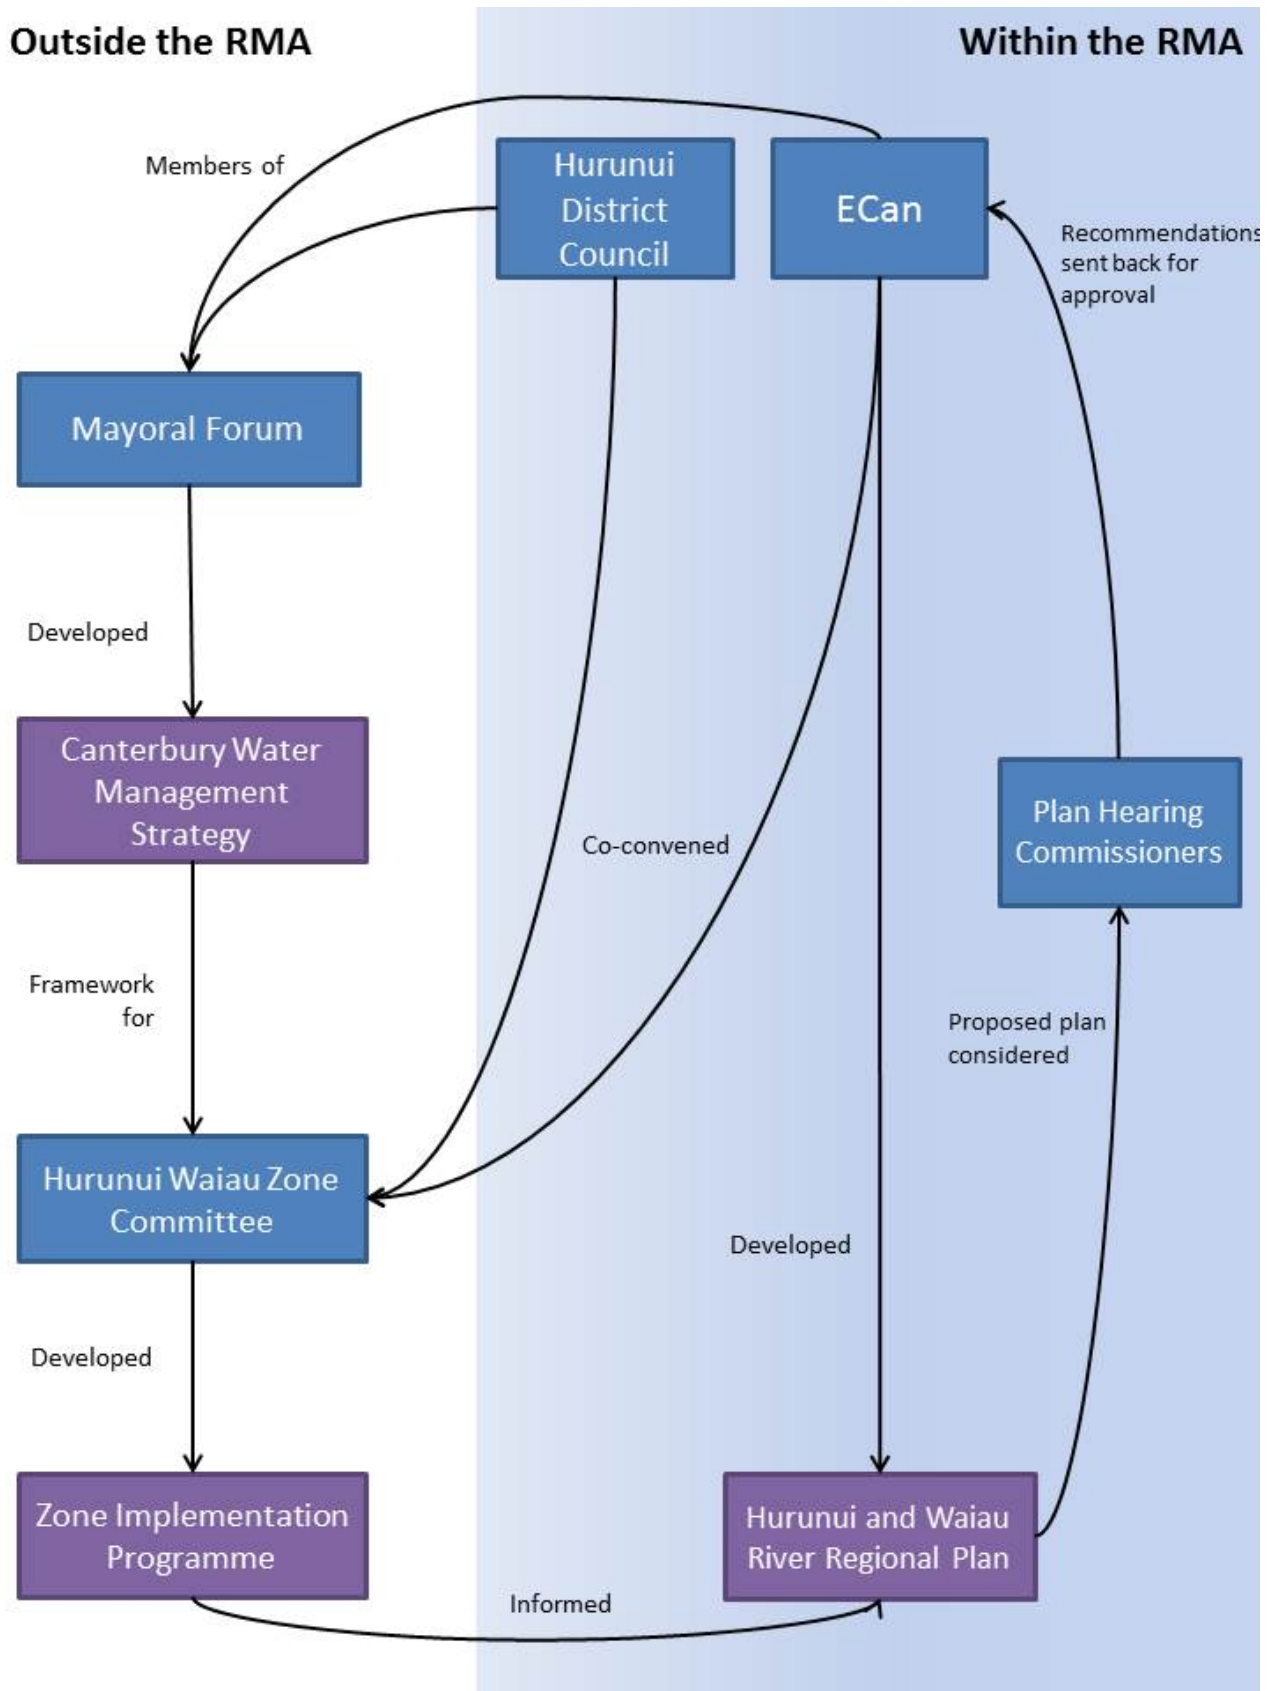 Outside the RMA
Within the RMA
Members of
Hurunui
District
Council
ECan
Recommendations
sent back for
approval
Mayoral Forum
Developed
Canterbury Water
Management
Strategy
Co-convened
Plan Hearing
Commissioners
Framework
for
Proposed plan
considered
Hurunui Waiau Zone
Committee
Developed
Developed
Zone Implementation
Programme
Hurunui and Waiau
River Regional Plan
Informed